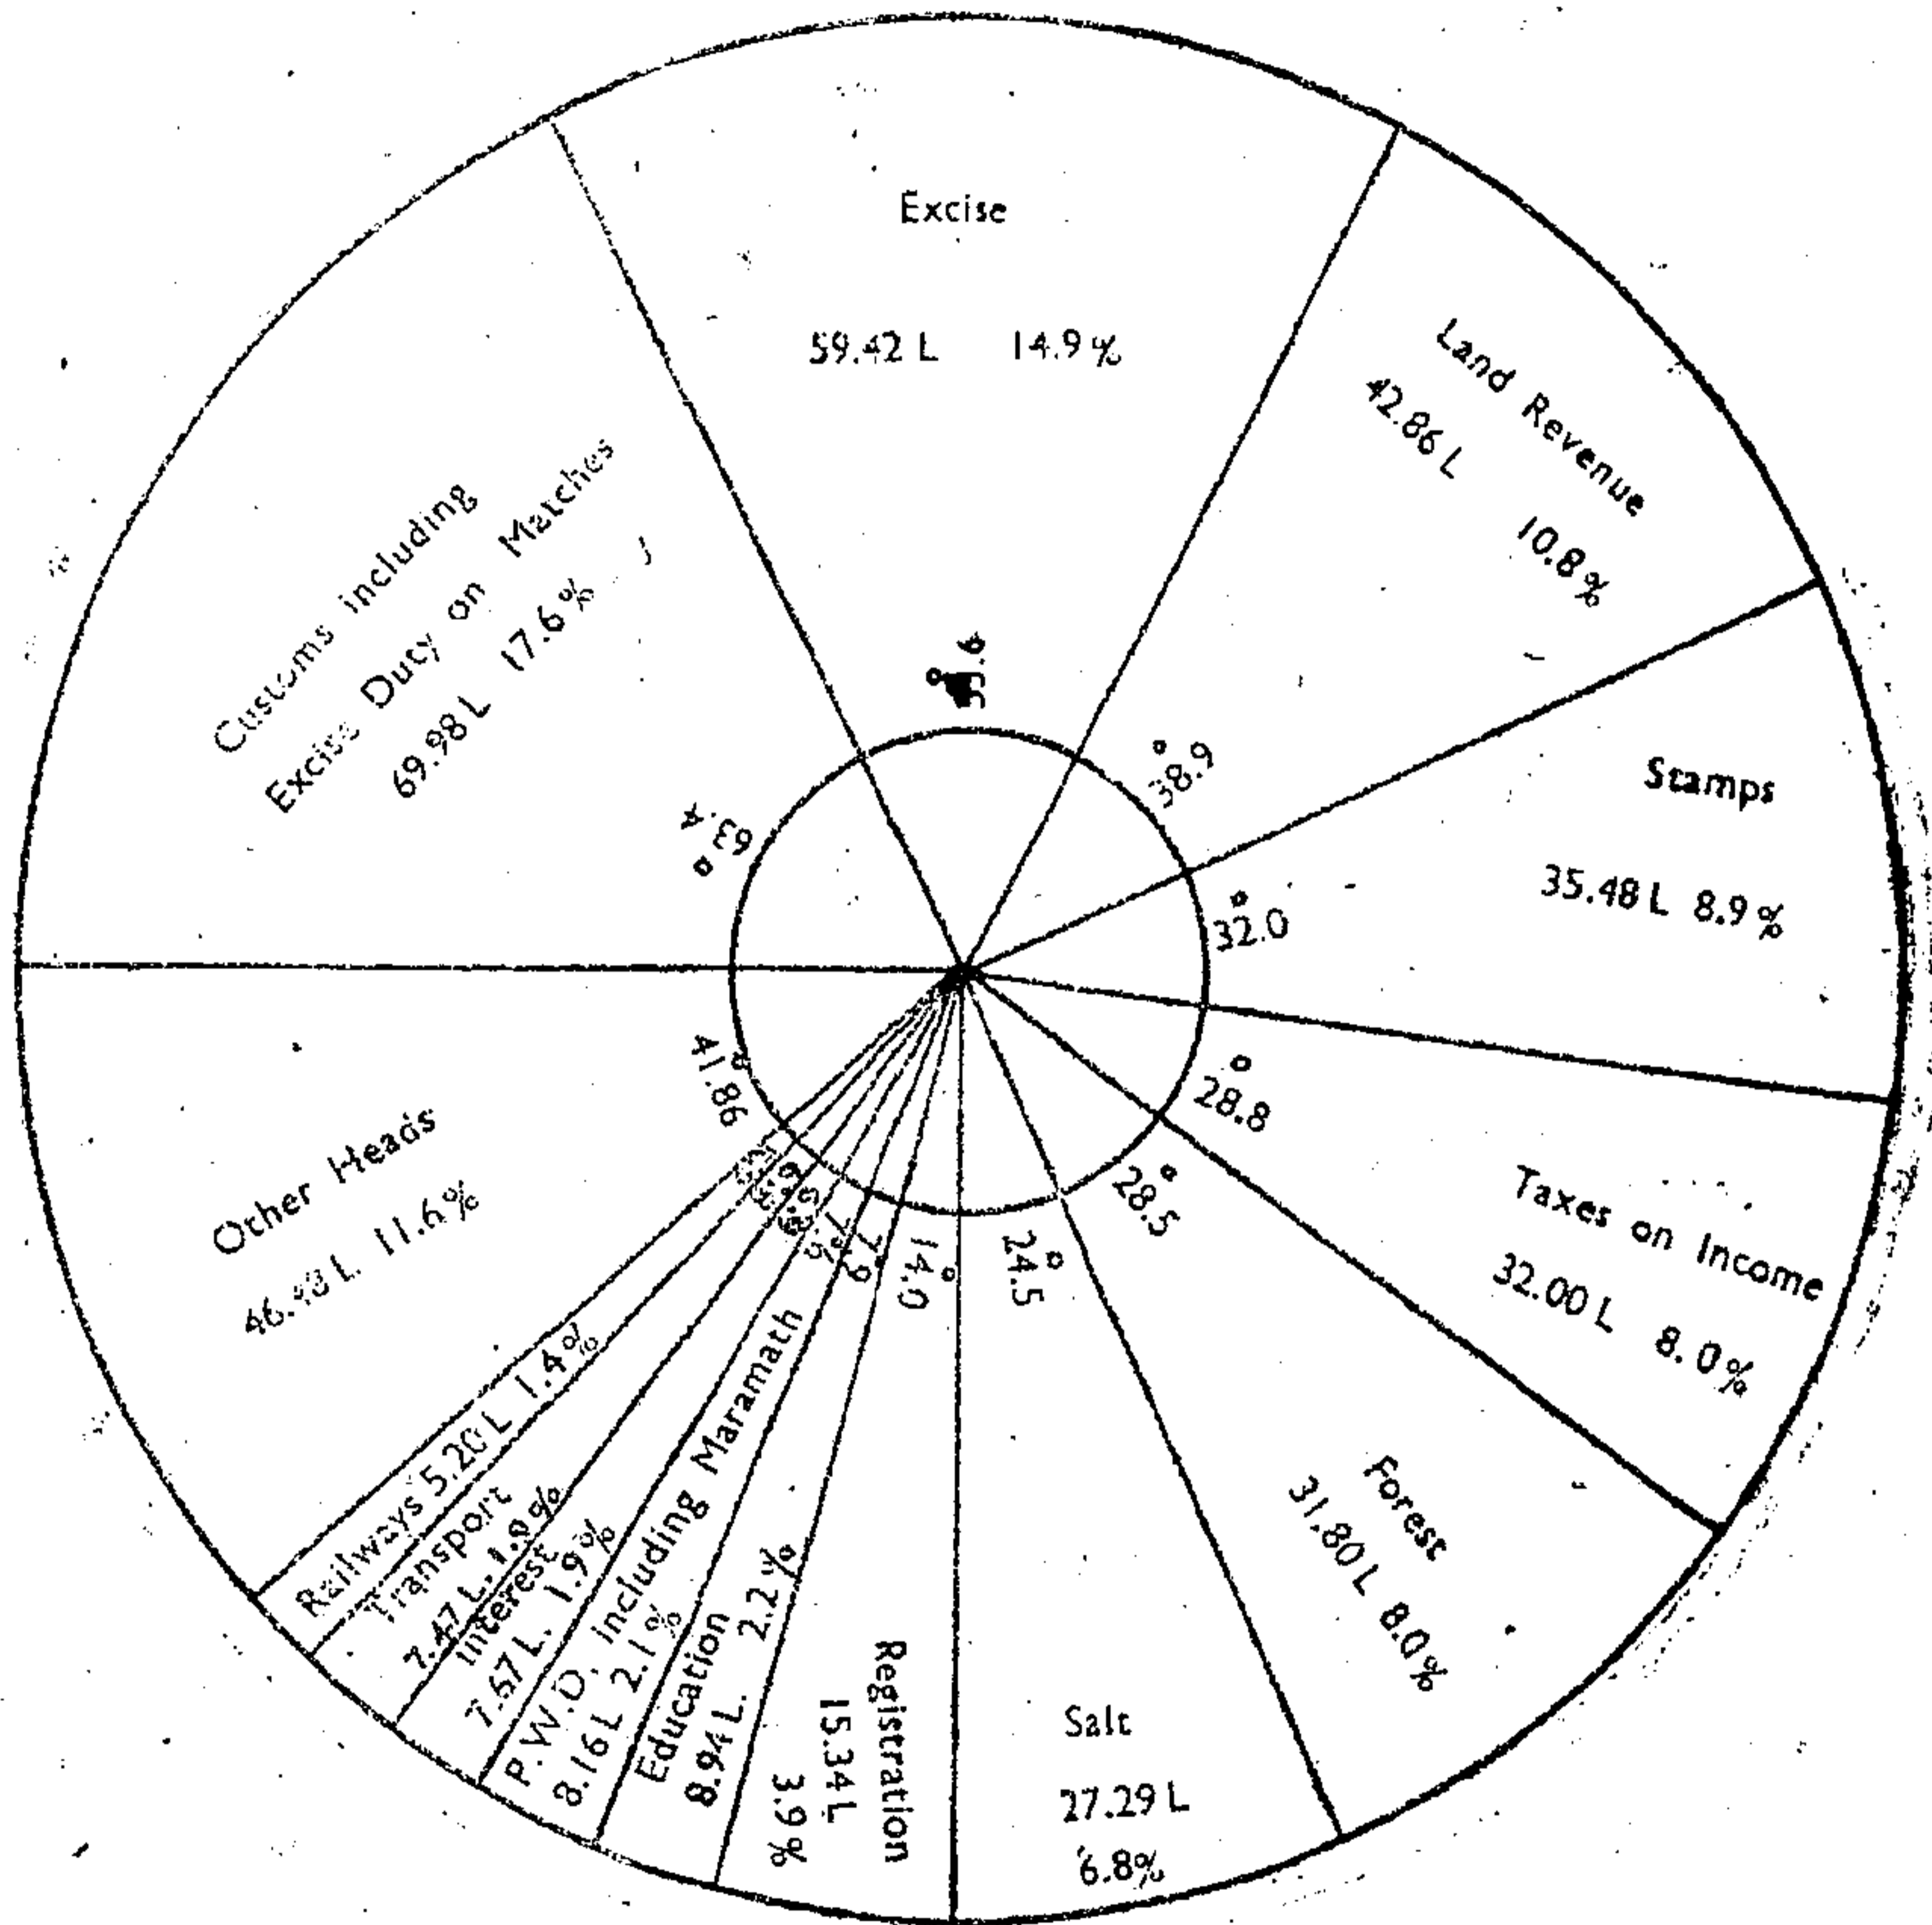 Excise
59.42 L 14.9%
Land Revenue
42.86 L
10.8%
Stamps
35.48 L 8.9%
Taxes on Income
32.00 L 8.0%
Forest
31.80 L 8.0%
Salt
27.29 L
6.8%
Registration
15.34 L
3.9%
Education
8.94 L. 2.2%
P.W.D. including Maramath
8.16 L 2.1%
Interest
7.67 L. 1.9%
Transport
7.47 L. 1.9%
Railways 5.20 L 1.4%
Other Heads
46.48 L. 11.6%
Customs including
Excise Duty on Matches
69.98 L 17.6%
38.9°
32.0°
28.8°
28.5°
24.5°
14.0°
41.86°
63.4°